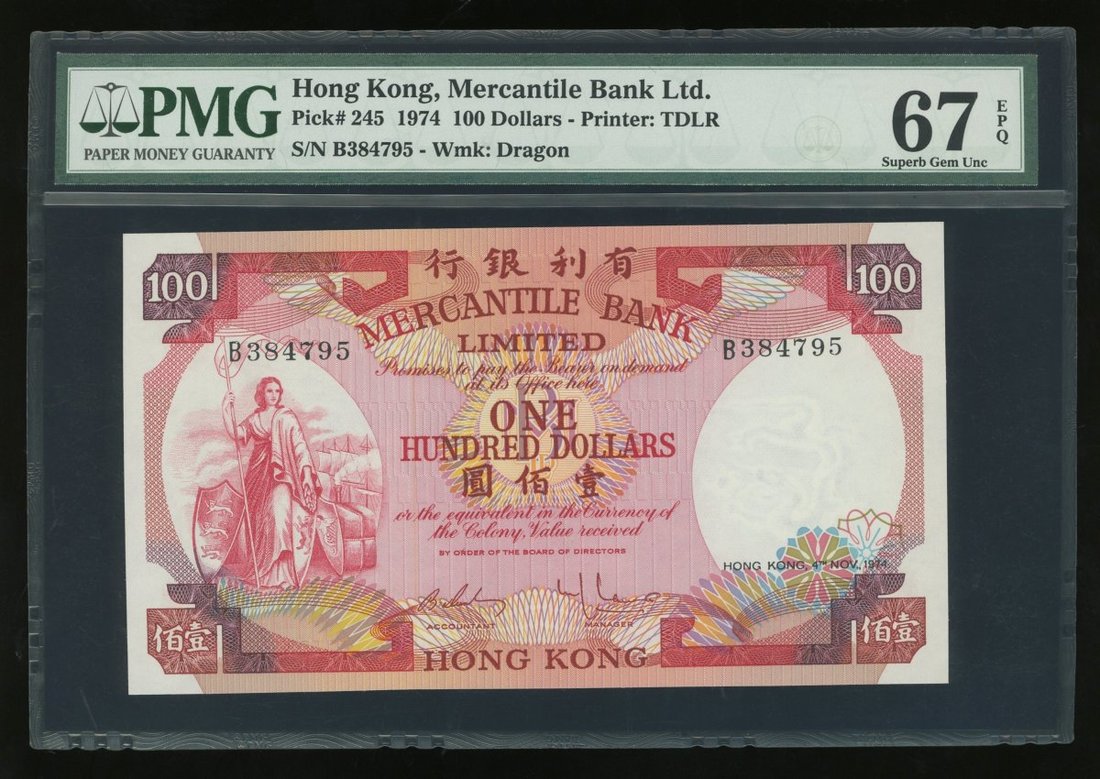 PMG
PAPER MONEY GUARANTY
Hong Kong, Mercantile Bank Ltd.
Pick# 245 1974 100 Dollars - Printer: TDLR
S/N B384795 - Wmk: Dragon
67 EPQ
Superb Gem Unc
行銀利有
100
100
MERCANTILE BANK
LIMITED
B384795
B384795
Promises to pay the Bearer on demand
at its Office here
ONE
HUNDRED DOLLARS
圓佰壹
or the equivalent in the Currency of
the Colony, Value received
BY ORDER OF THE BOARD OF DIRECTORS
HONG KONG, 4TH NOV. 1974.
ACCOUNTANT
MANAGER
佰壹
佰壹
HONG KONG